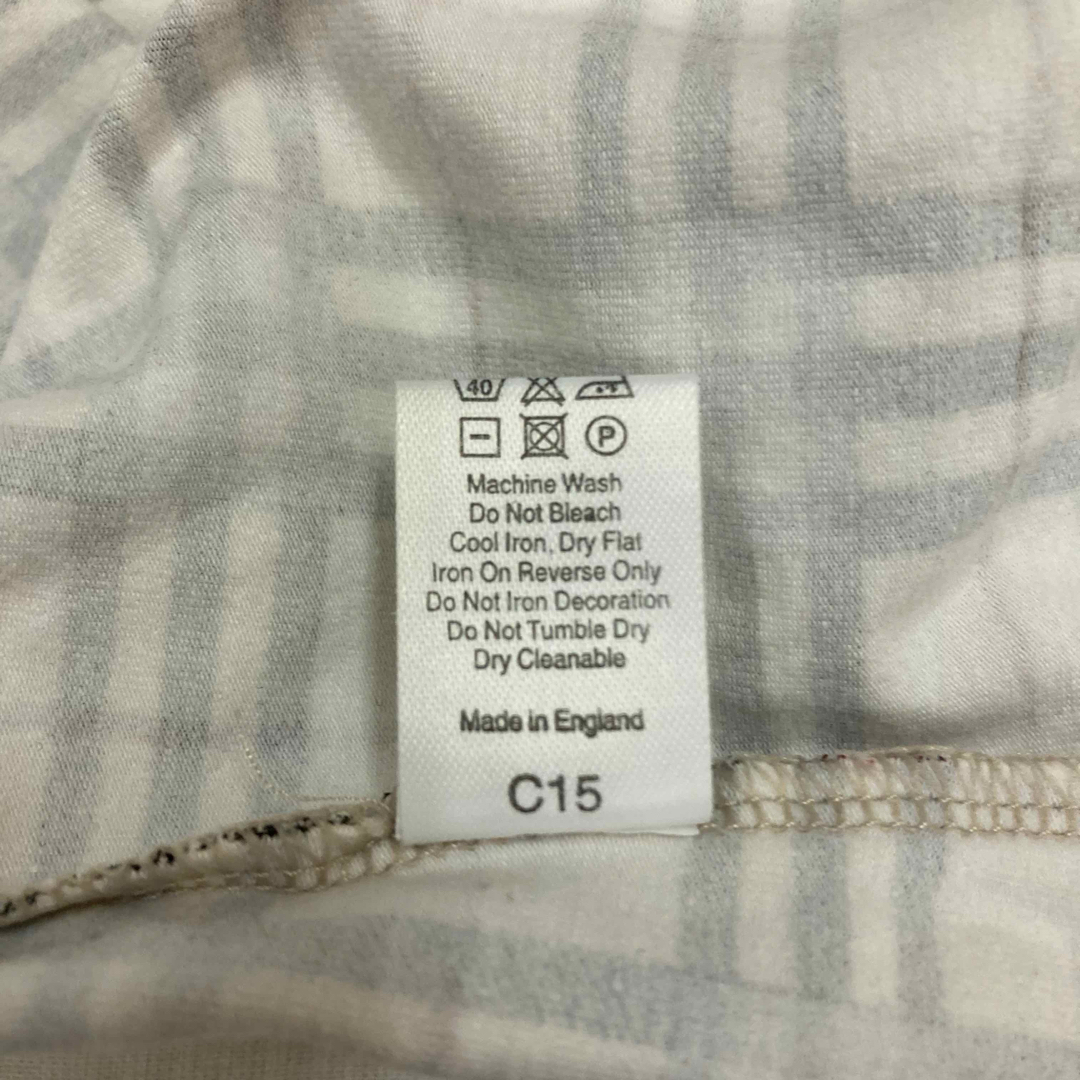 40
P
Machine Wash
Do Not Bleach
Cool Iron, Dry Flat
Iron On Reverse Only
Do Not Iron Decoration
Do Not Tumble Dry
Dry Cleanable
Made in England
C15